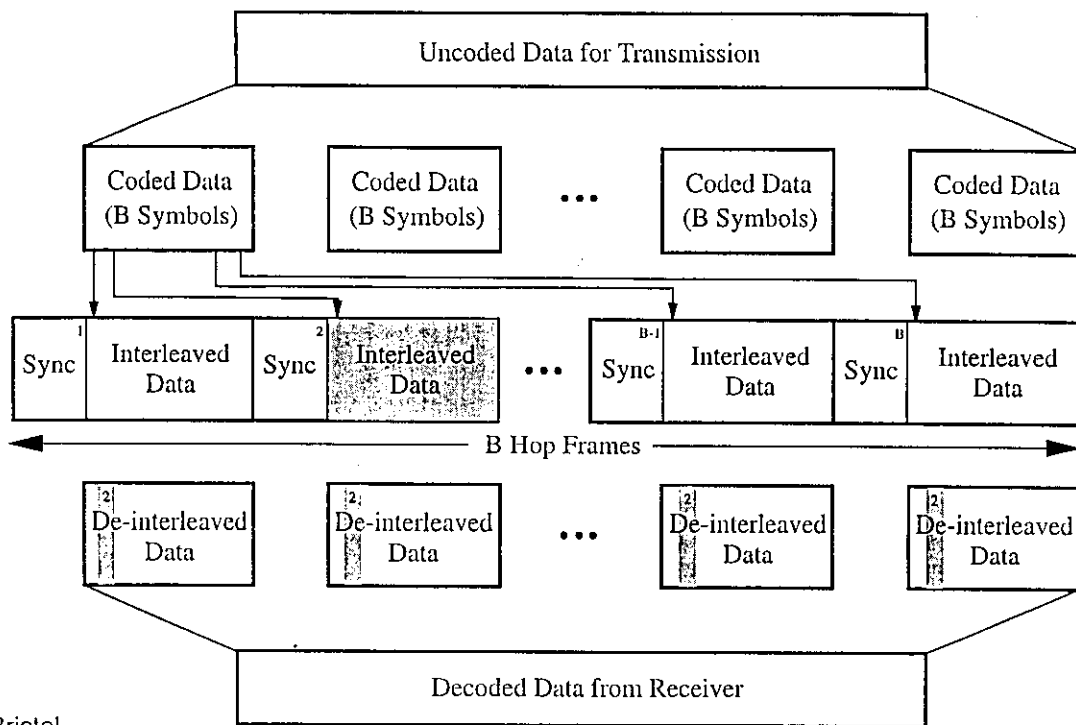 Uncoded Data for Transmission
Coded Data
(B Symbols)
Coded Data
(B Symbols)
•••
Coded Data
(B Symbols)
Coded Data
(B Symbols)
Sync
1
Interleaved
Data
Sync
2
Interleaved
Data
•••
Sync
B-1
Interleaved
Data
Sync
B
Interleaved
Data
B Hop Frames
2
De-interleaved
Data
2
De-interleaved
Data
•••
2
De-interleaved
Data
2
De-interleaved
Data
Decoded Data from Receiver